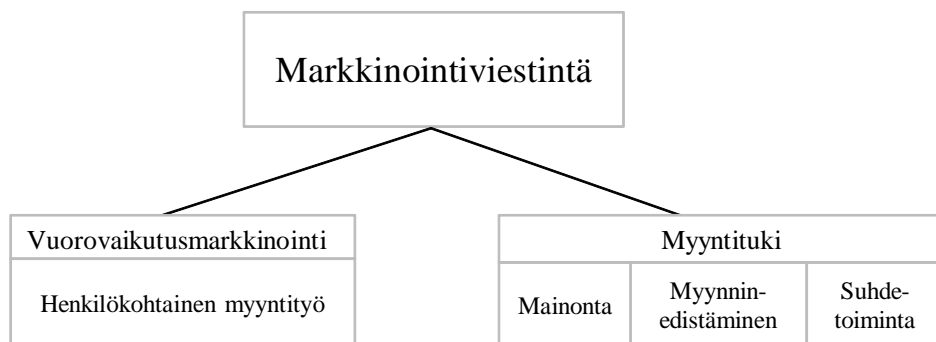 Markkinointiviestintä
Vuorovaikutusmarkkinointi
Henkilökohtainen myyntityö
Myyntituki
Mainonta
Myynnin-
edistäminen
Suhde-
toiminta